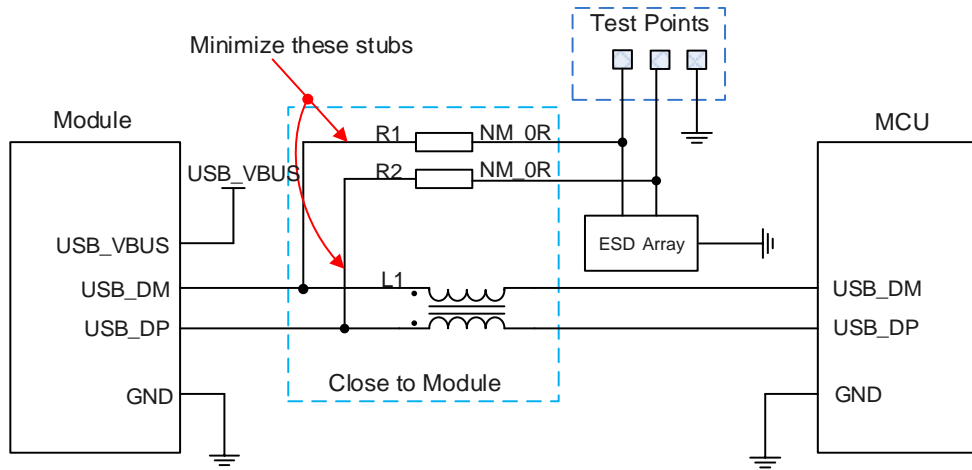 Test Points
Minimize these stubs
Module
MCU
R1
NM_0R
USB_VBUS
R2
NM_0R
ESD Array
USB_VBUS
USB_DM
L1
USB_DM
USB_DP
USB_DP
Close to Module
GND
GND